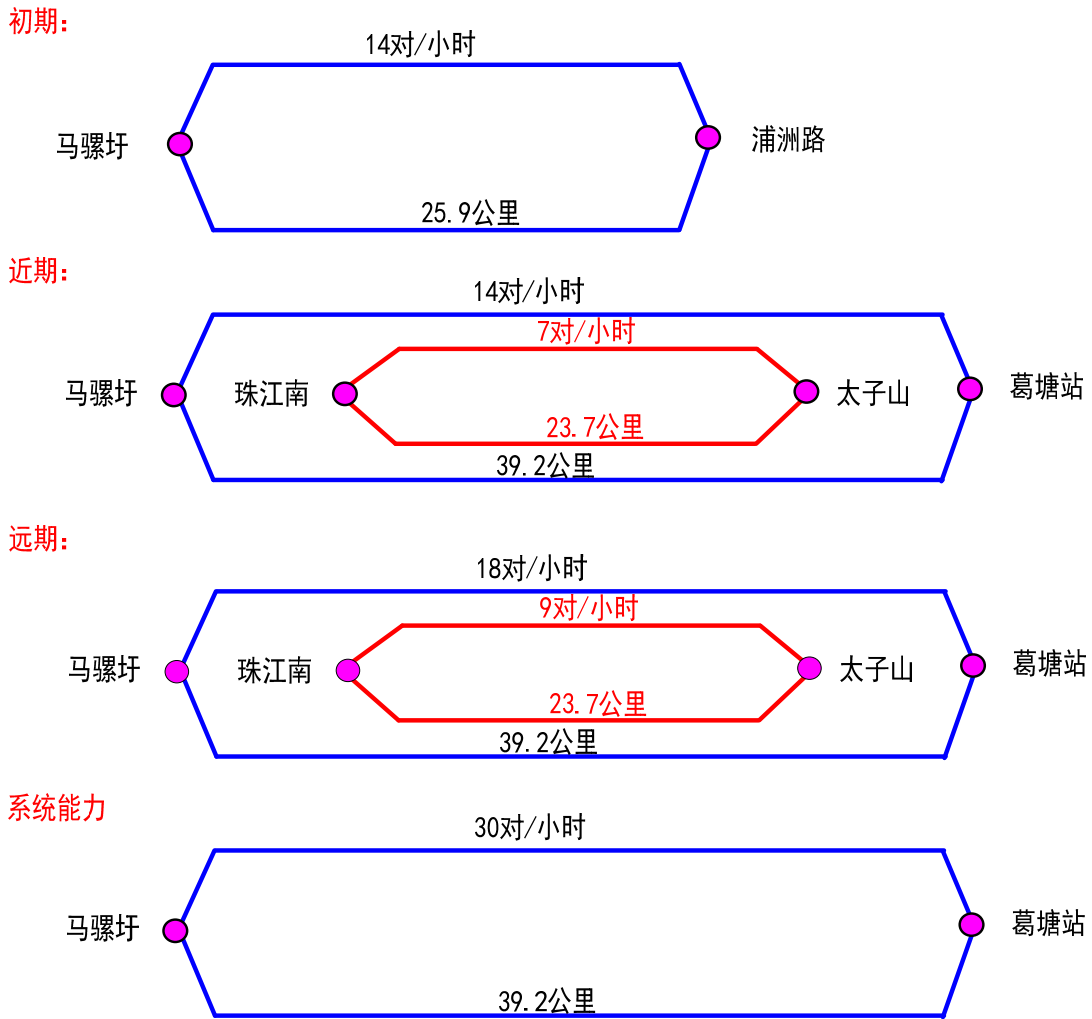 初期:
14对/小时
马骡圩
浦洲路
25.9公里
近期:
14对/小时
7对/小时
马骡圩
珠江南
太子山
葛塘站
23.7公里
39.2公里
远期:
18对/小时
9对/小时
马骡圩
珠江南
太子山
葛塘站
23.7公里
39.2公里
系统能力
30对/小时
马骡圩
葛塘站
39.2公里